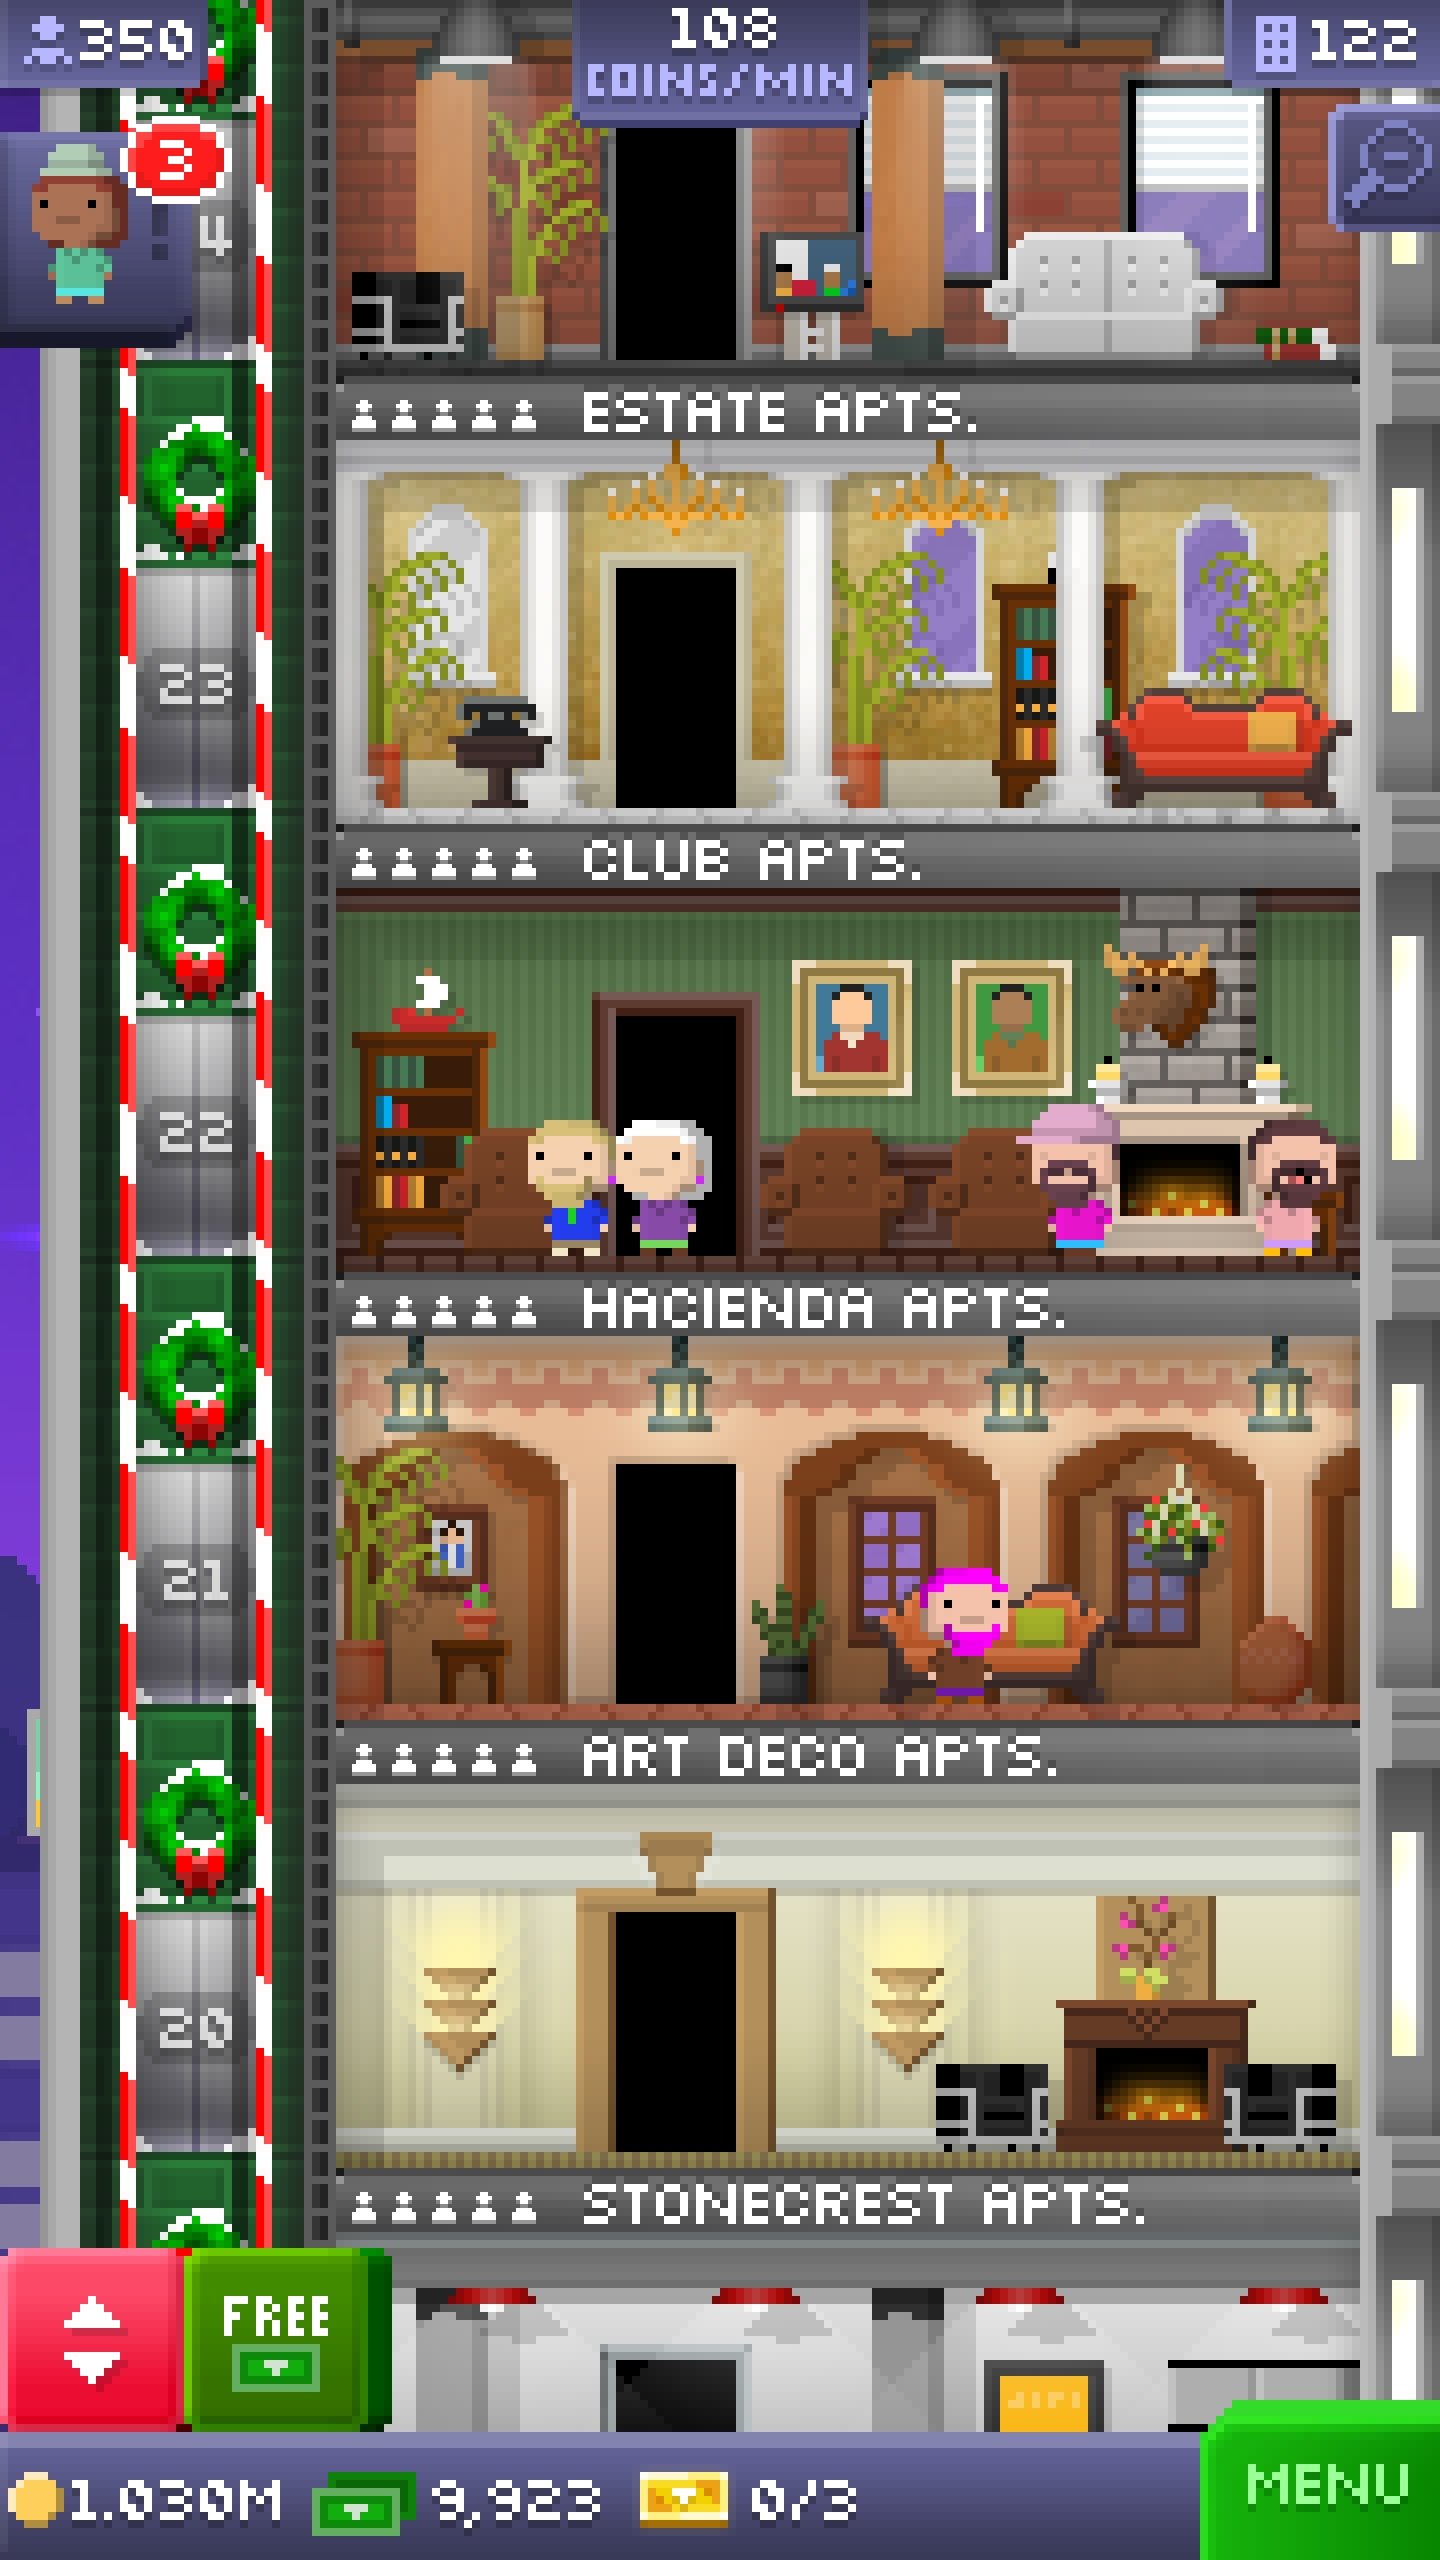 350
108
COINS/MIN
122
3
4
ESTATE APTS.
23
CLUB APTS.
22
HACIENDA APTS.
21
ART DECO APTS.
20
STONECREST APTS.
FREE
1.030M
9,923
0/3
MENU